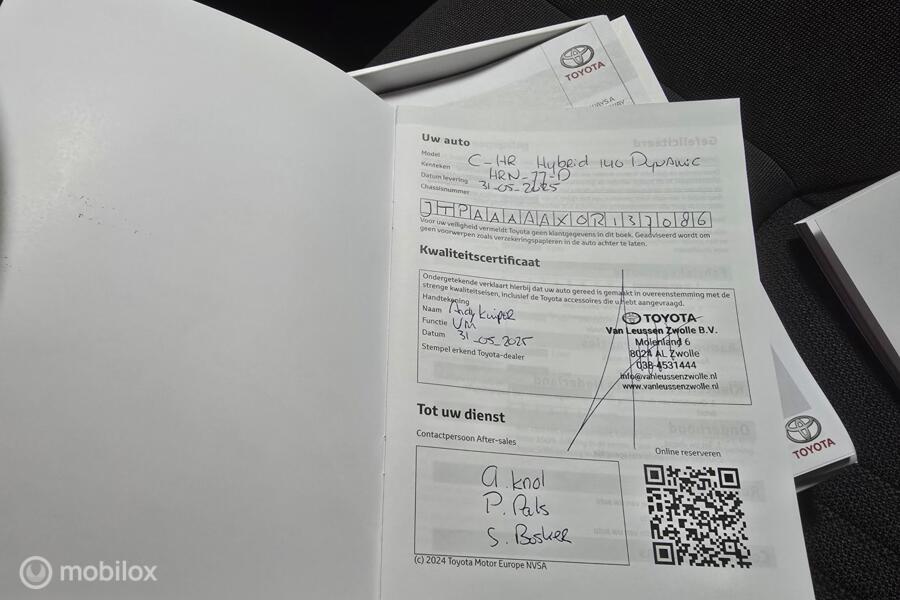 TOYOTA
Uw auto
Model C-HR Hybrid 140 Dynamic
Kenteken HRN-77-D
Datum levering 31-05-2025
Chassisnummer
JTPAAAAAX0R137086
Voor uw veiligheid vermeldt Toyota geen klantgegevens in dit boek. Geadviseerd wordt om
geen voorwerpen zoals verzekeringspapieren in de auto achter te laten.
Kwaliteitscertificaat
Ondergetekende verklaart hierbij dat uw auto gereed is gemaakt in overeenstemming met de
strenge kwaliteitseisen, inclusief de Toyota accessoires die u hebt aangevraagd.
Handtekening
Naam Andy Kuiper
Functie VM
Datum 31-05-2025
Stempel erkend Toyota-dealer
TOYOTA
Van Leussen Zwolle B.V.
Molenland 6
8024 AL Zwolle
038-4531444
info@vanleussenzwolle.nl
www.vanleussenzwolle.nl
Tot uw dienst
Contactpersoon After-sales
Online reserveren
a. Knol
P. Pals
S. Bosker
(c) 2024 Toyota Motor Europe NVSA
TOYOTA
mobilox